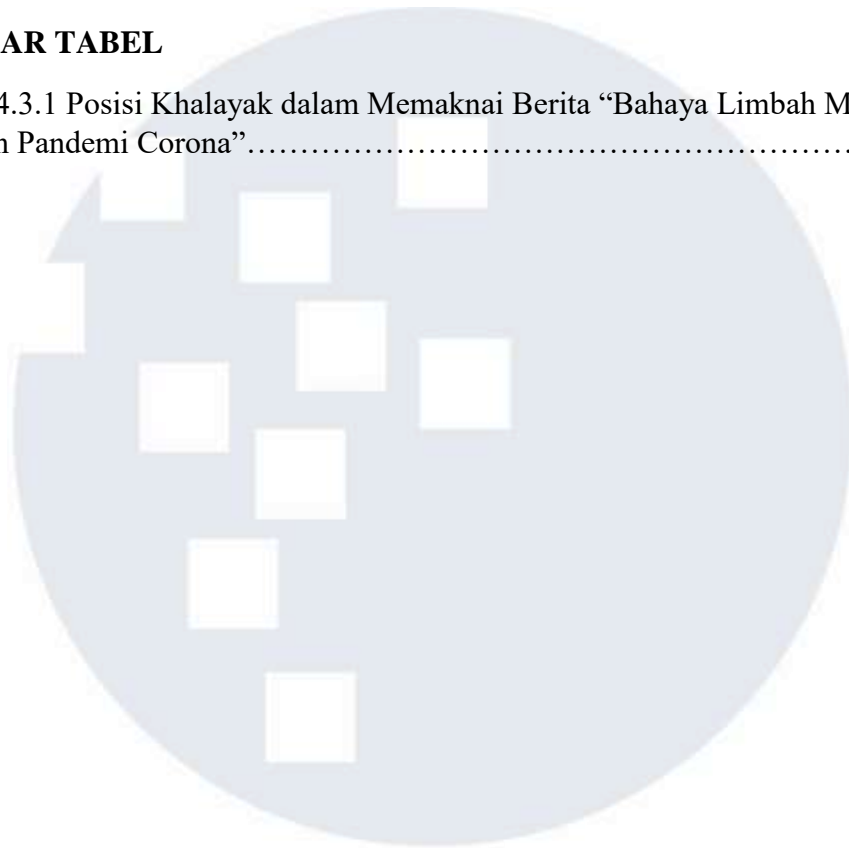 AR TABEL
4.3.1 Posisi Khalayak dalam Memaknai Berita “Bahaya Limbah M
n Pandemi Corona”…………………………………………………